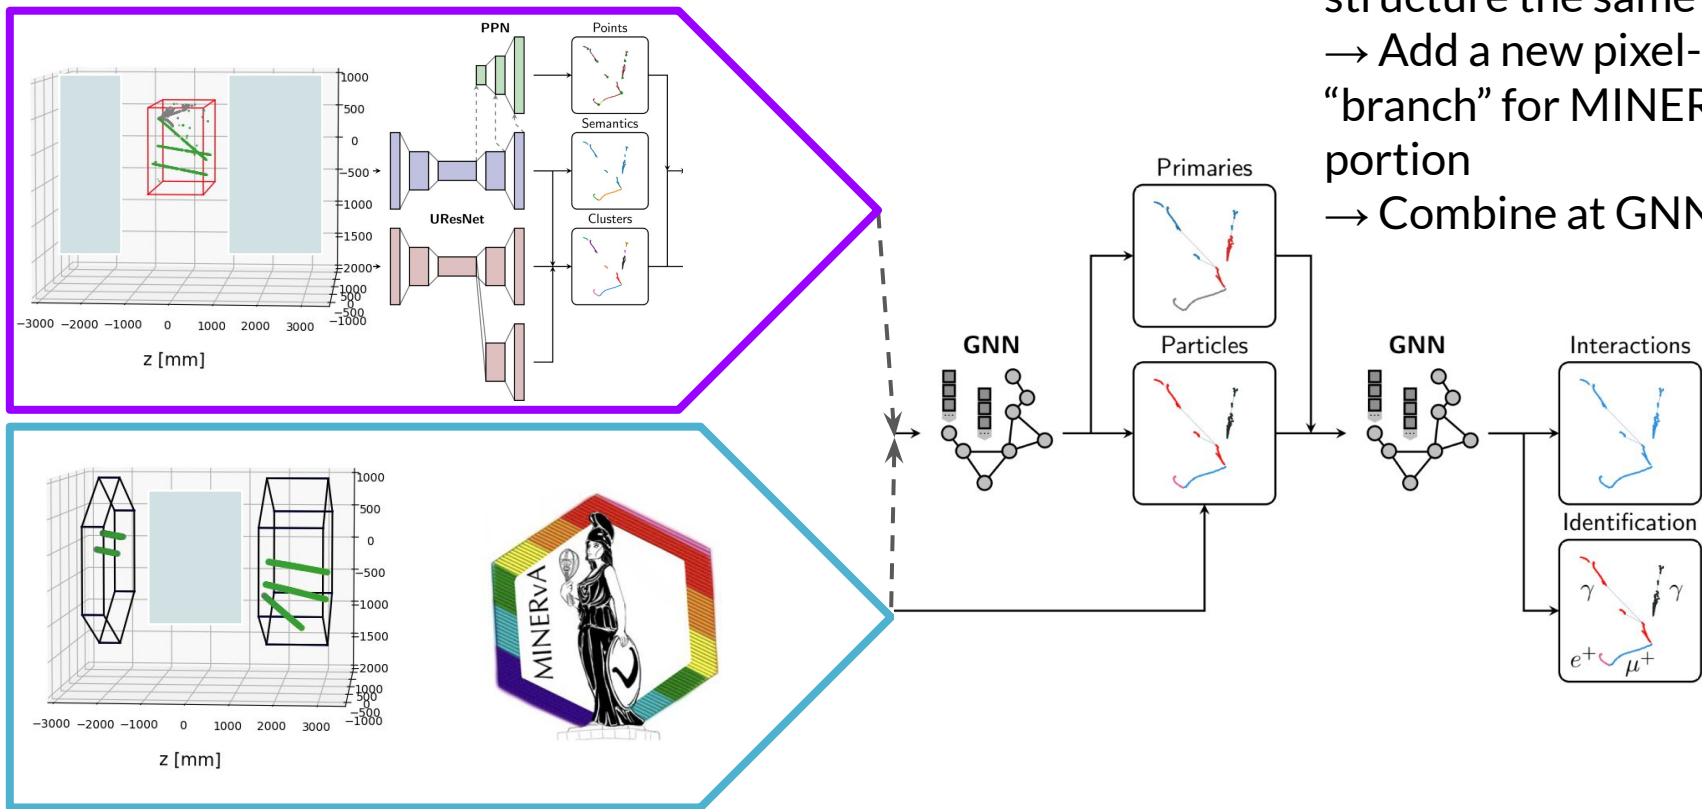 structure the same
→ Add a new pixel-
“branch” for MINER
portion
→ Combine at GNN
PPN
Points
Semantics
UResNet
Clusters
1000
500
0
−500
−1000
−1500
−2000
−1000
−500
0
−500
−1000
−3000 −2000 −1000 0 1000 2000 3000
z [mm]
1000
500
0
−500
−1000
−1500
−2000
1000
500
0
−500
−1000
−3000 −2000 −1000 0 1000 2000 3000
z [mm]
MINERvA
GNN
Primaries
Particles
GNN
Interactions
Identification
γ γ
e+ μ+